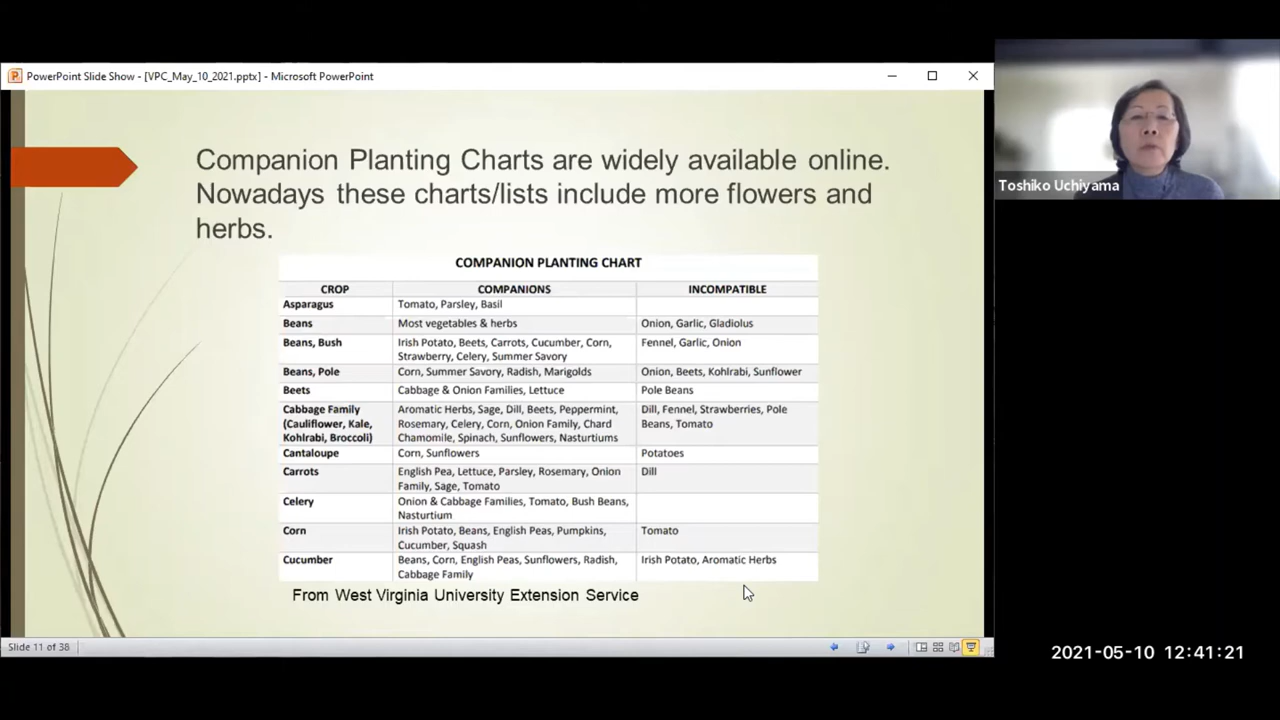 PowerPoint Slide Show - [VPC_May_10_2021.pptx] - Microsoft PowerPoint
Companion Planting Charts are widely available online.
Nowadays these charts/lists include more flowers and
herbs.
Toshiko Uchiyama
COMPANION PLANTING CHART
CROP COMPANIONS INCOMPATIBLE
Asparagus Tomato, Parsley, Basil
Beans Most vegetables & herbs Onion, Garlic, Gladiolus
Beans, Bush Irish Potato, Beets, Carrots, Cucumber, Corn, Fennel, Garlic, Onion
Strawberry, Celery, Summer Savory
Beans, Pole Corn, Summer Savory, Radish, Marigolds Onion, Beets, Kohlrabi, Sunflower
Beets Cabbage & Onion Families, Lettuce Pole Beans
Cabbage Family Aromatic Herbs, Sage, Dill, Beets, Peppermint, Dill, Fennel, Strawberries, Pole
(Cauliflower, Kale, Rosemary, Celery, Corn, Onion Family, Chard Beans, Tomato
Kohlrabi, Broccoli) Chamomile, Spinach, Sunflowers, Nasturtiums
Cantaloupe Corn, Sunflowers Potatoes
Carrots English Pea, Lettuce, Parsley, Rosemary, Onion Dill
Family, Sage, Tomato
Celery Onion & Cabbage Families, Tomato, Bush Beans,
Nasturtium
Corn Irish Potato, Beans, English Peas, Pumpkins, Tomato
Cucumber, Squash
Cucumber Beans, Corn, English Peas, Sunflowers, Radish, Irish Potato, Aromatic Herbs
Cabbage Family
From West Virginia University Extension Service
Slide 11 of 38
2021-05-10 12:41:21